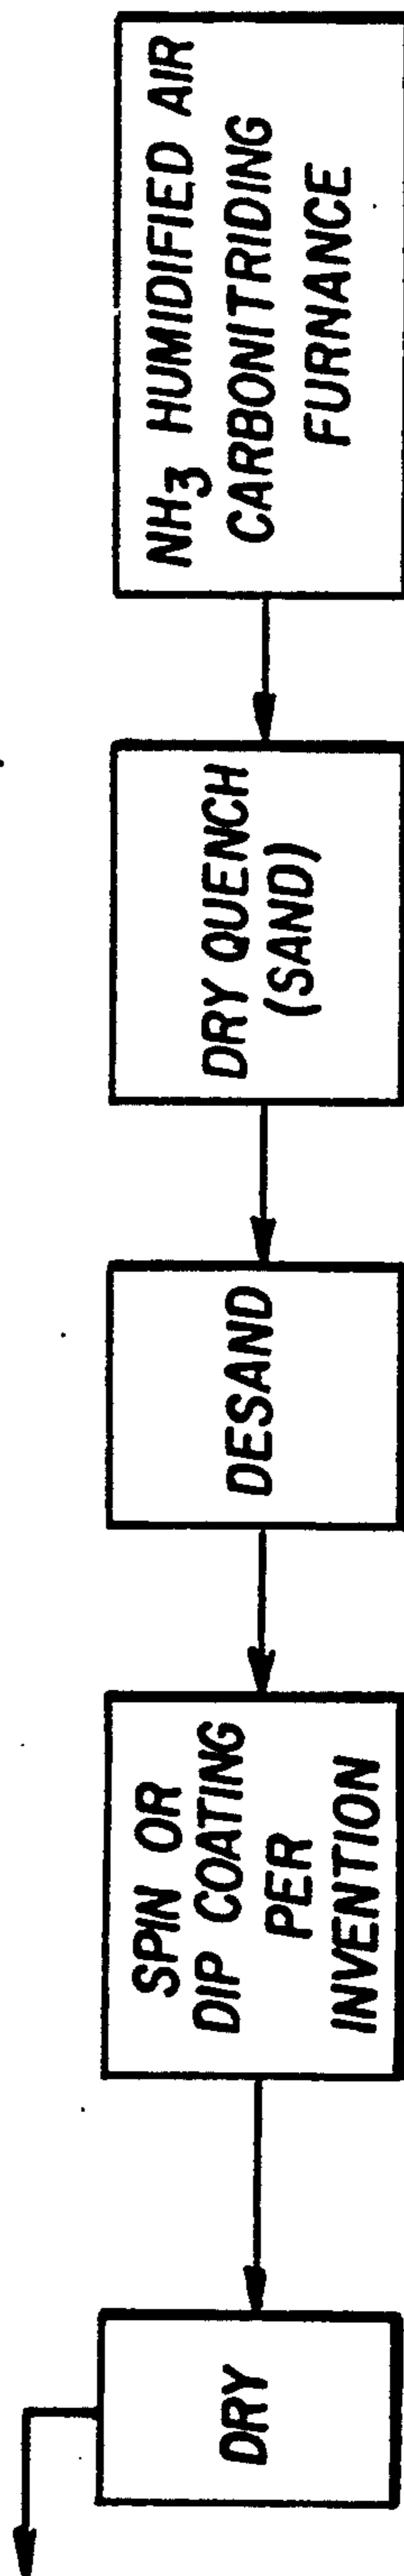 NH3 HUMIDIFIED AIR
CARBONITRIDING
FURNANCE
DRY QUENCH
(SAND)
DESAND
SPIN OR
DIP COATING
PER
INVENTION
DRY